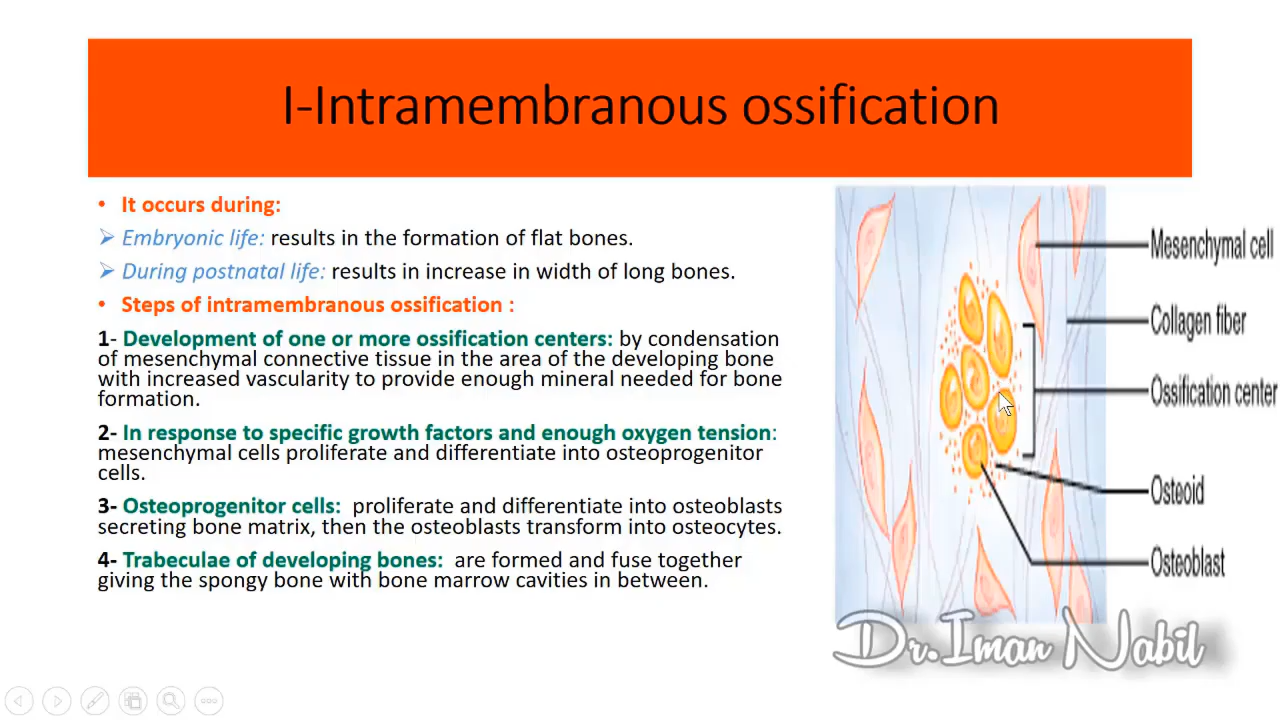 I-Intramembranous ossification
• It occurs during:
➢ Embryonic life: results in the formation of flat bones.
➢ During postnatal life: results in increase in width of long bones.
• Steps of intramembranous ossification :
1- Development of one or more ossification centers: by condensation
of mesenchymal connective tissue in the area of the developing bone
with increased vascularity to provide enough mineral needed for bone
formation.
2- In response to specific growth factors and enough oxygen tension:
mesenchymal cells proliferate and differentiate into osteoprogenitor
cells.
3- Osteoprogenitor cells: proliferate and differentiate into osteoblasts
secreting bone matrix, then the osteoblasts transform into osteocytes.
4- Trabeculae of developing bones: are formed and fuse together
giving the spongy bone with bone marrow cavities in between.
Mesenchymal cell
Collagen fiber
Ossification center
Osteoid
Osteoblast
Dr.Iman Nabil